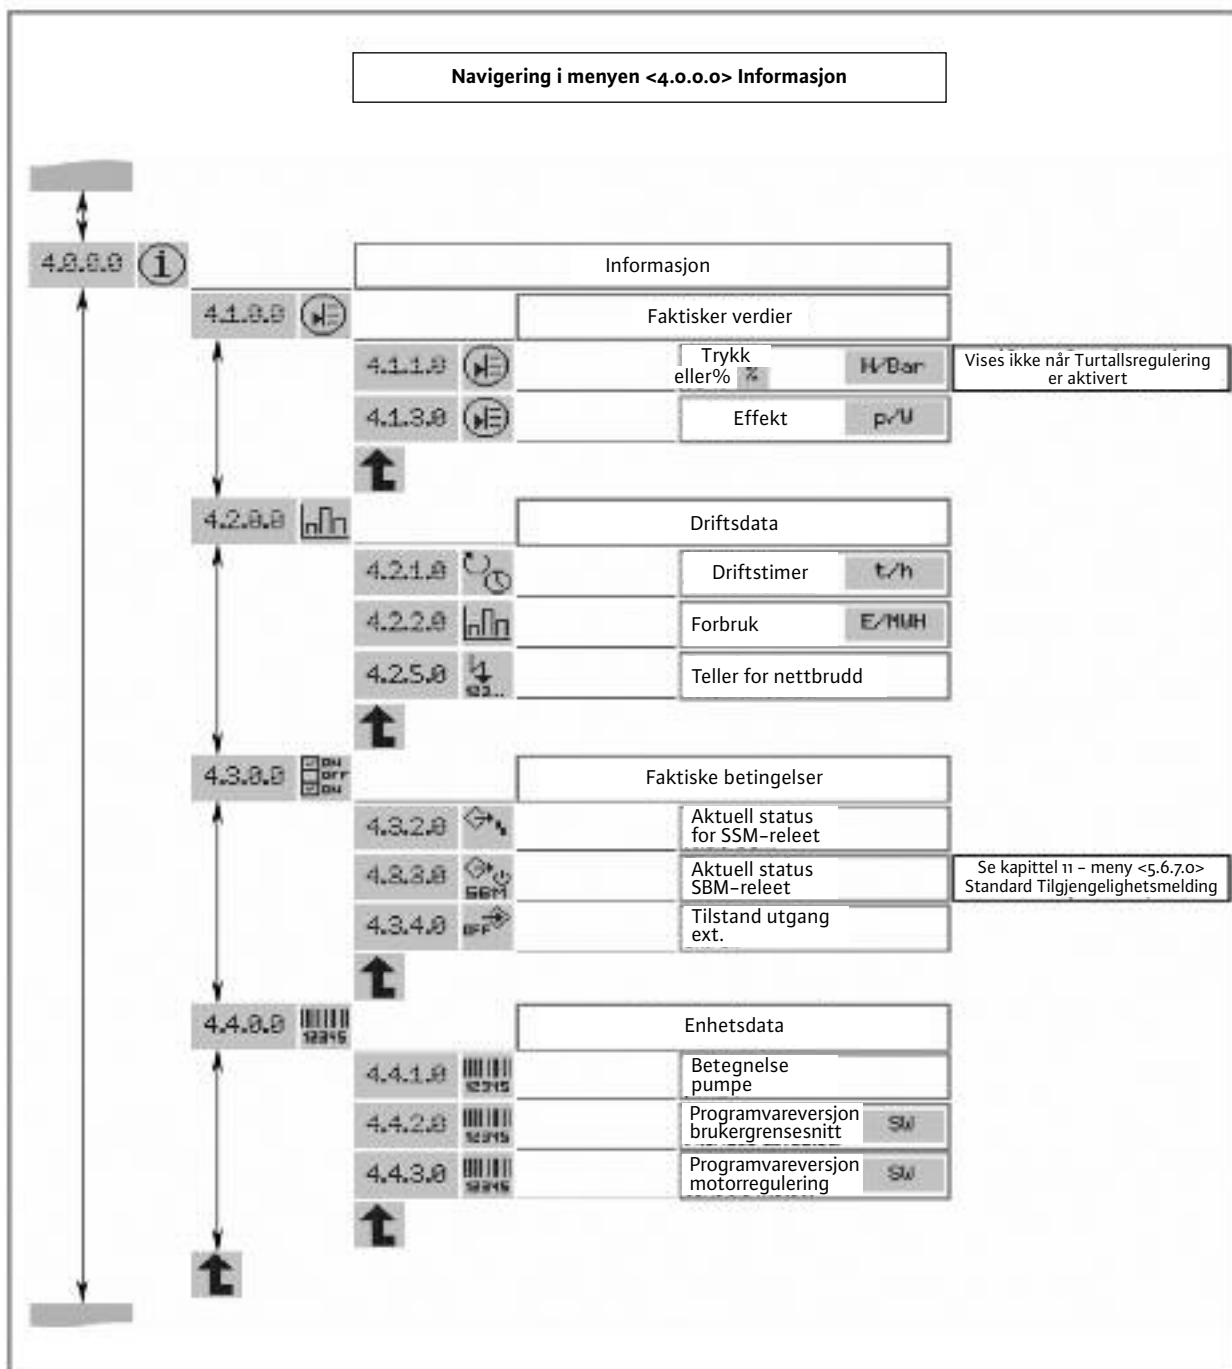 Navigering i menyen <4.0.0.0> Informasjon
4.0.0.0 i Informasjon
4.1.0.0 Faktisker verdier
4.1.1.0 Trykk
eller% % H/Bar
Vises ikke når Turtallsregulering
er aktivert
4.1.3.0 Effekt p/W
4.2.0.0 Driftsdata
4.2.1.0 Driftstimer t/h
4.2.2.0 Forbruk E/MWH
4.2.5.0 123.. Teller for nettbrudd
4.3.0.0 ON
OFF
ON
Faktiske betingelser
4.3.2.0 Aktuell status
for SSM-releet
4.3.3.0 SBM Aktuell status
SBM-releet
Se kapittel 11 - meny <5.6.7.0>
Standard Tilgjengelighetsmelding
4.3.4.0 OFF Tilstand utgang
ext.
4.4.0.0 12345 Enhetsdata
4.4.1.0 12345 Betegnelse
pumpe
4.4.2.0 12345 Programvareversjon
brukergrensesnitt SW
4.4.3.0 12345 Programvareversjon
motorregulering SW